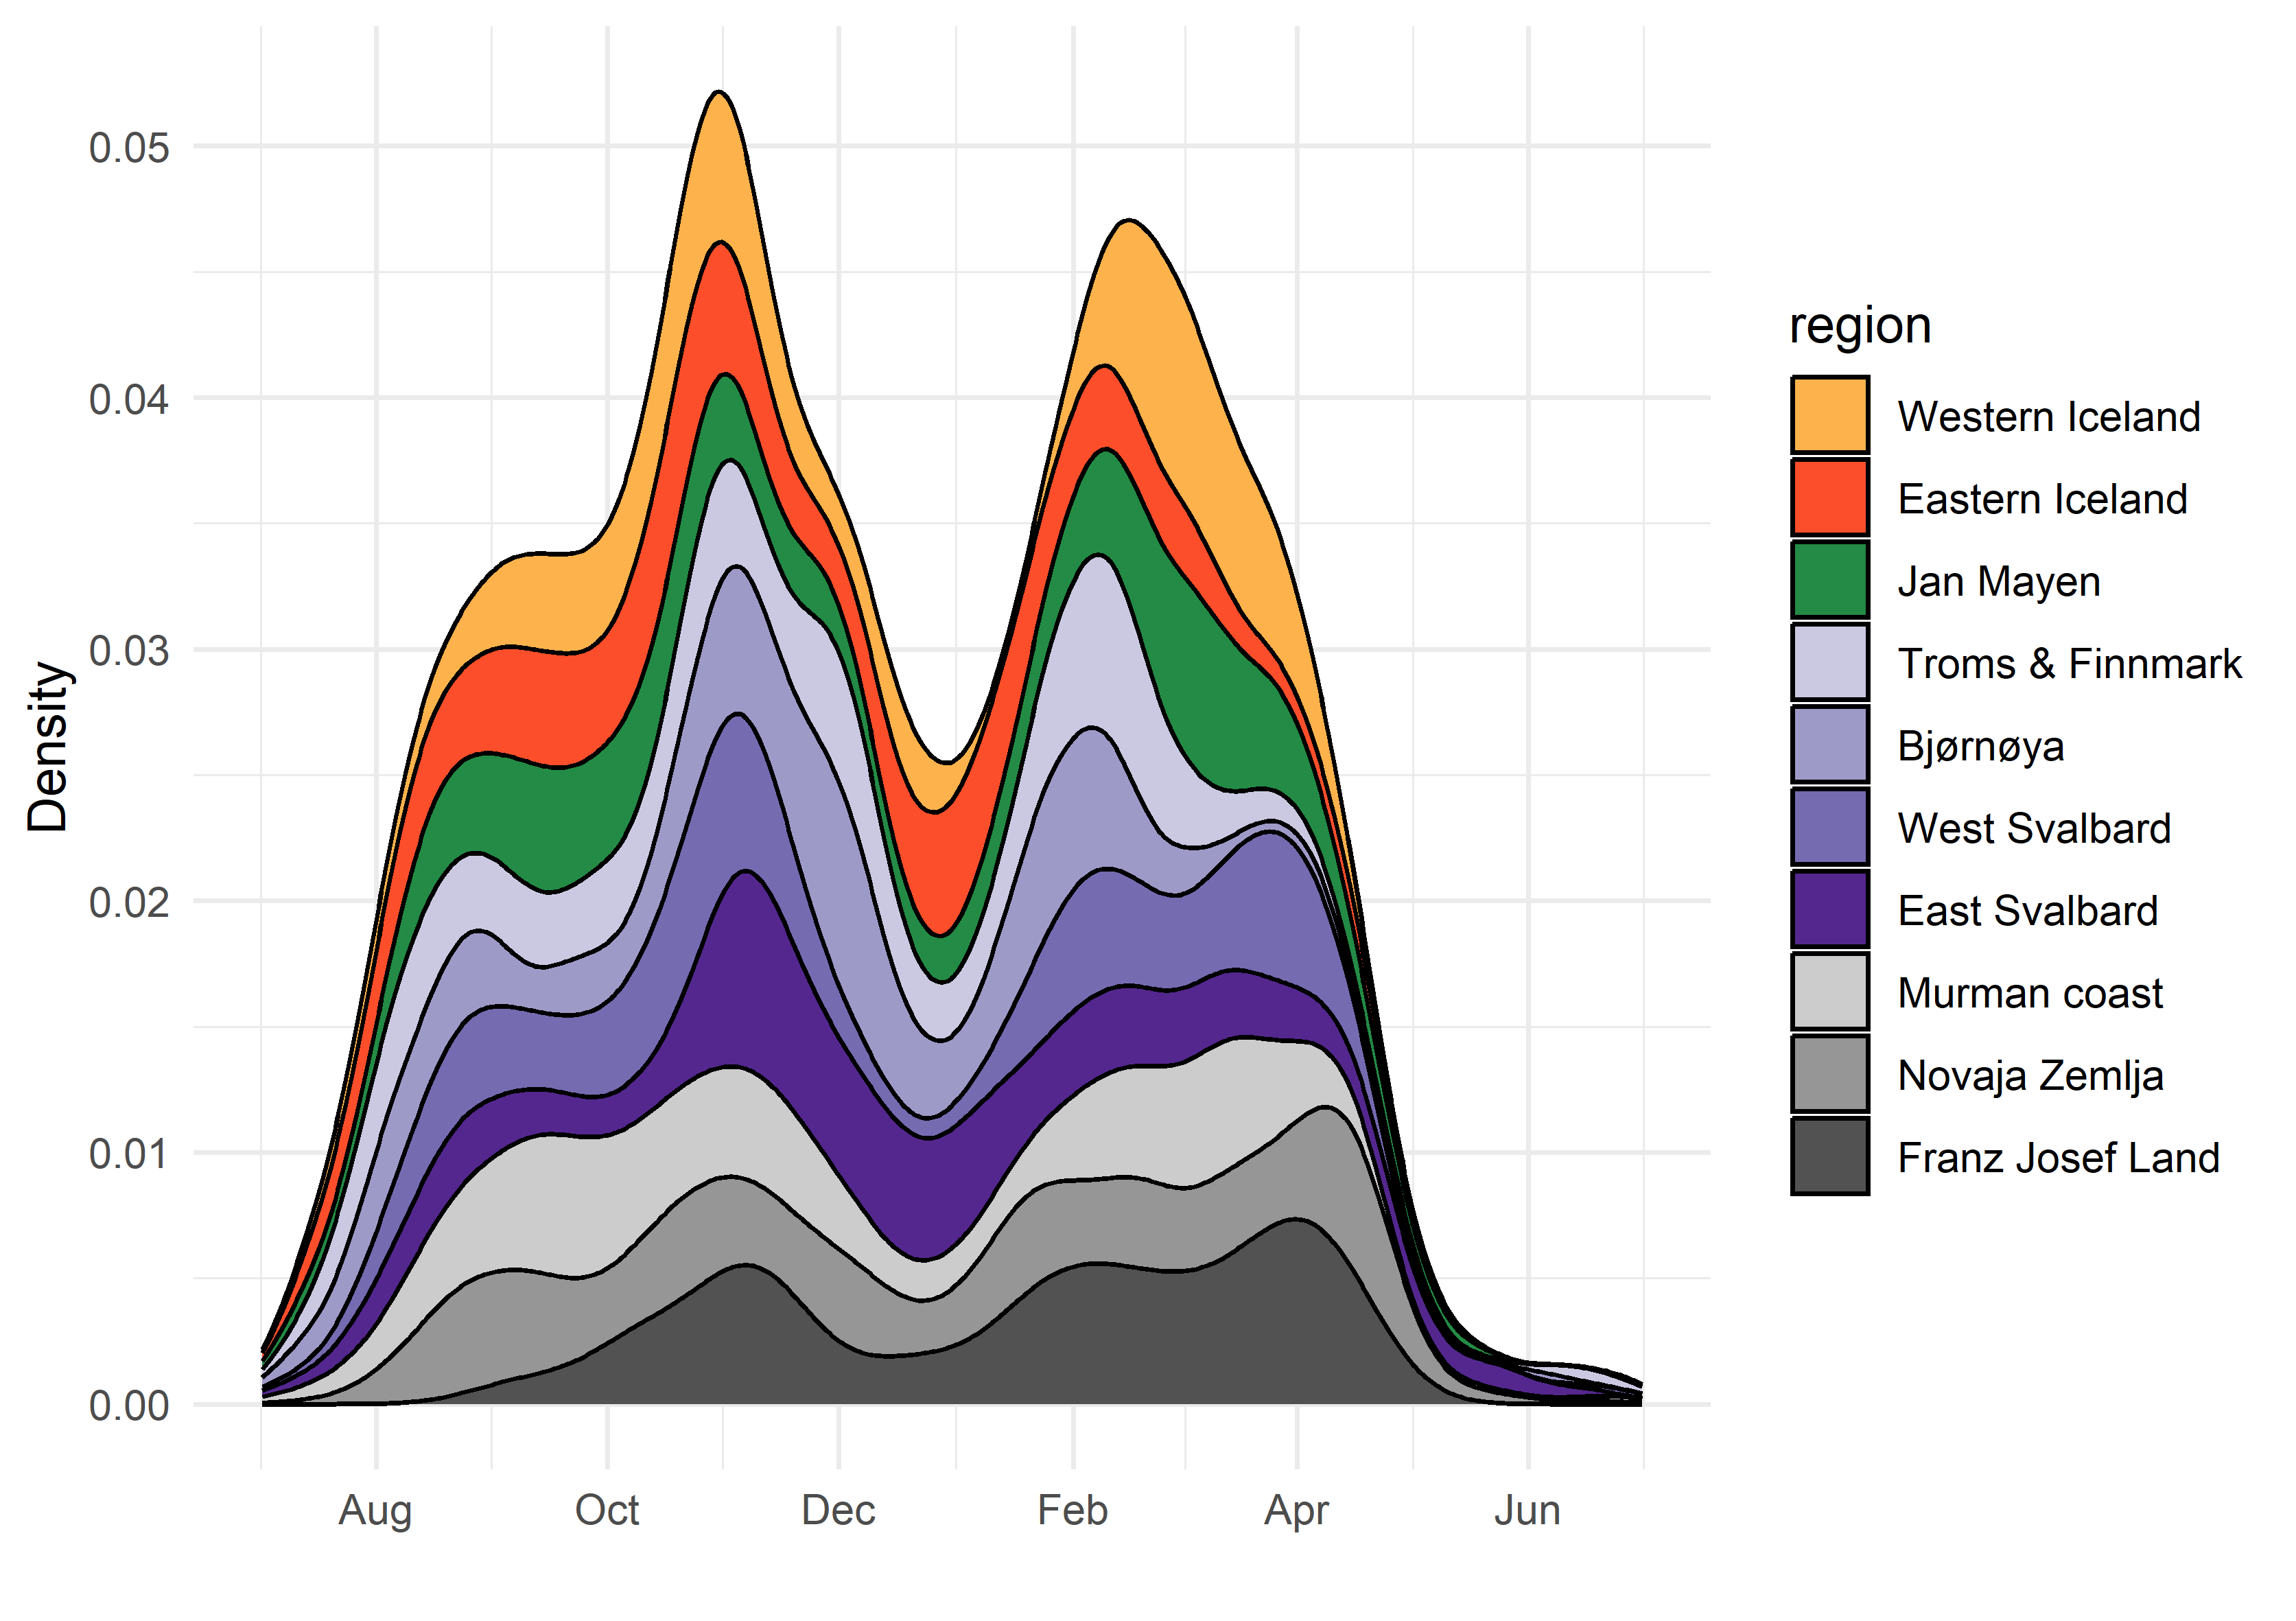 Density
0.05
0.04
0.03
0.02
0.01
0.00
Aug Oct Dec Feb Apr Jun
region
Western Iceland
Eastern Iceland
Jan Mayen
Troms & Finnmark
Bjørnøya
West Svalbard
East Svalbard
Murman coast
Novaja Zemlja
Franz Josef Land